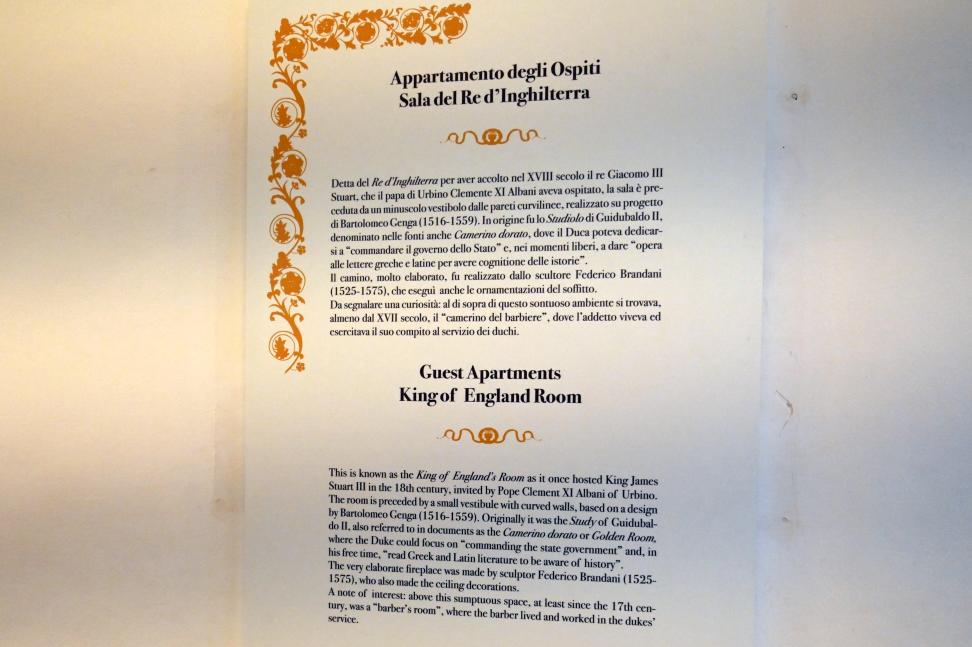 Appartamento degli Ospiti
Sala del Re d'Inghilterra
Detta del Re d'Inghilterra per aver accolto nel XVIII secolo il re Giacomo III
Stuart, che il papa di Urbino Clemente XI Albani aveva ospitato, la sala è pre-
ceduta da un minuscolo vestibolo dalle pareti curvilinee, realizzato su progetto
di Bartolomeo Genga (1516-1559). In origine fu lo Studiolo di Guidubaldo II,
denominato nelle fonti anche Camerino dorato, dove il Duca poteva dedicar-
si a “commandare il governo dello Stato” e, nei momenti liberi, a dare “opera
alle lettere greche e latine per avere cognitione delle istorie”.
Il camino, molto elaborato, fu realizzato dallo scultore Federico Brandani
(1525-1575), che eseguì anche le ornamentazioni del soffitto.
Da segnalare una curiosità: al di sopra di questo sontuoso ambiente si trovava,
almeno dal XVII secolo, il “camerino del barbiere”, dove l'addetto viveva ed
esercitava il suo compito al servizio dei duchi.
Guest Apartments
King of England Room
This is known as the King of England's Room as it once hosted King James
Stuart III in the 18th century, invited by Pope Clement XI Albani of Urbino.
The room is preceded by a small vestibule with curved walls, based on a design
by Bartolomeo Genga (1516-1559). Originally it was the Study of Guidubal-
do II, also referred to in documents as the Camerino dorato or Golden Room,
where the Duke could focus on “commanding the state government” and, in
his free time, “read Greek and Latin literature to be aware of history”.
The very elaborate fireplace was made by sculptor Federico Brandani (1525-
1575), who also made the ceiling decorations.
A note of interest: above this sumptuous space, at least since the 17th cen-
tury, was a “barber's room”, where the barber lived and worked in the dukes'
service.